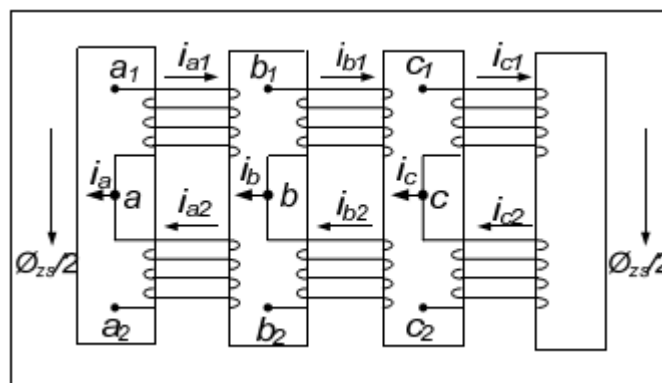 a1 ia1 b1 ib1 c1 ic1
ia a ia2 ib b ib2 ic c ic2
Øzs/2 Øzs/2
a2 b2 c2